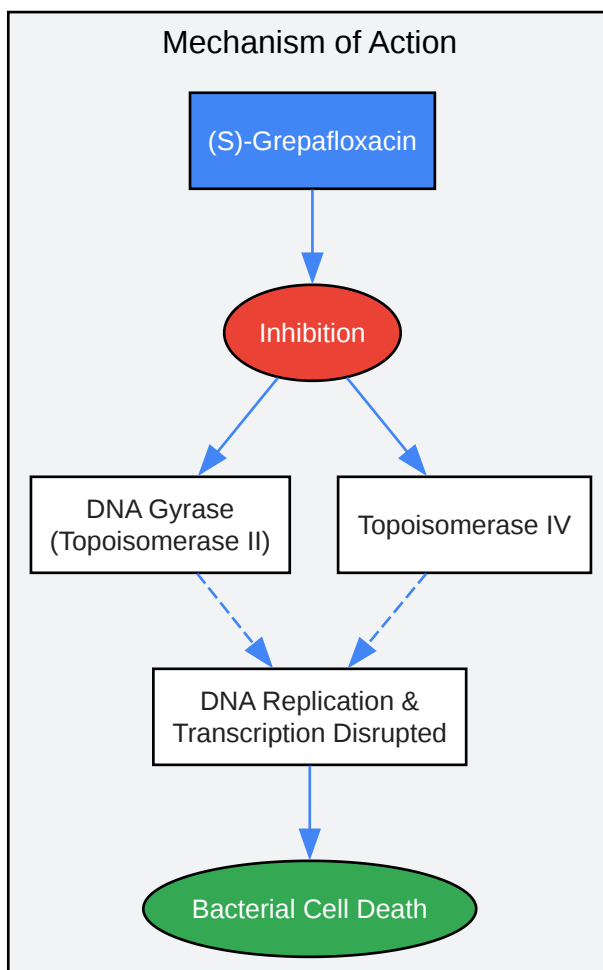 Mechanism of Action
(S)-Grepafloxacin
Inhibition
DNA Gyrase
(Topoisomerase II)
Topoisomerase IV
DNA Replication &
Transcription Disrupted
Bacterial Cell Death